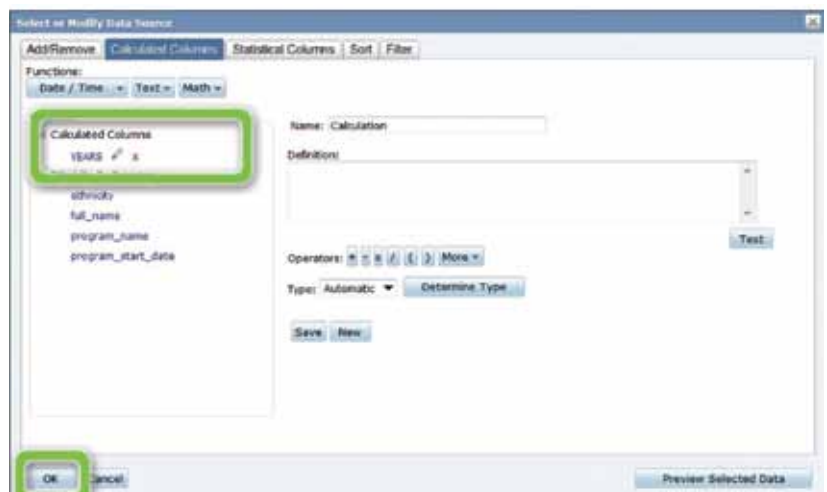 Select or Modify Data Source
Add/Remove Calculated Columns Statistical Columns Sort Filter
Functions:
Date / Time Text Math
Calculated Columns
YEARS x
ethnicity
full_name
program_name
program_start_date
Name: Calculation
Definition:
Test
Operators: + - x / ( ) More
Type: Automatic Determine Type
Save New
OK Cancel Preview Selected Data